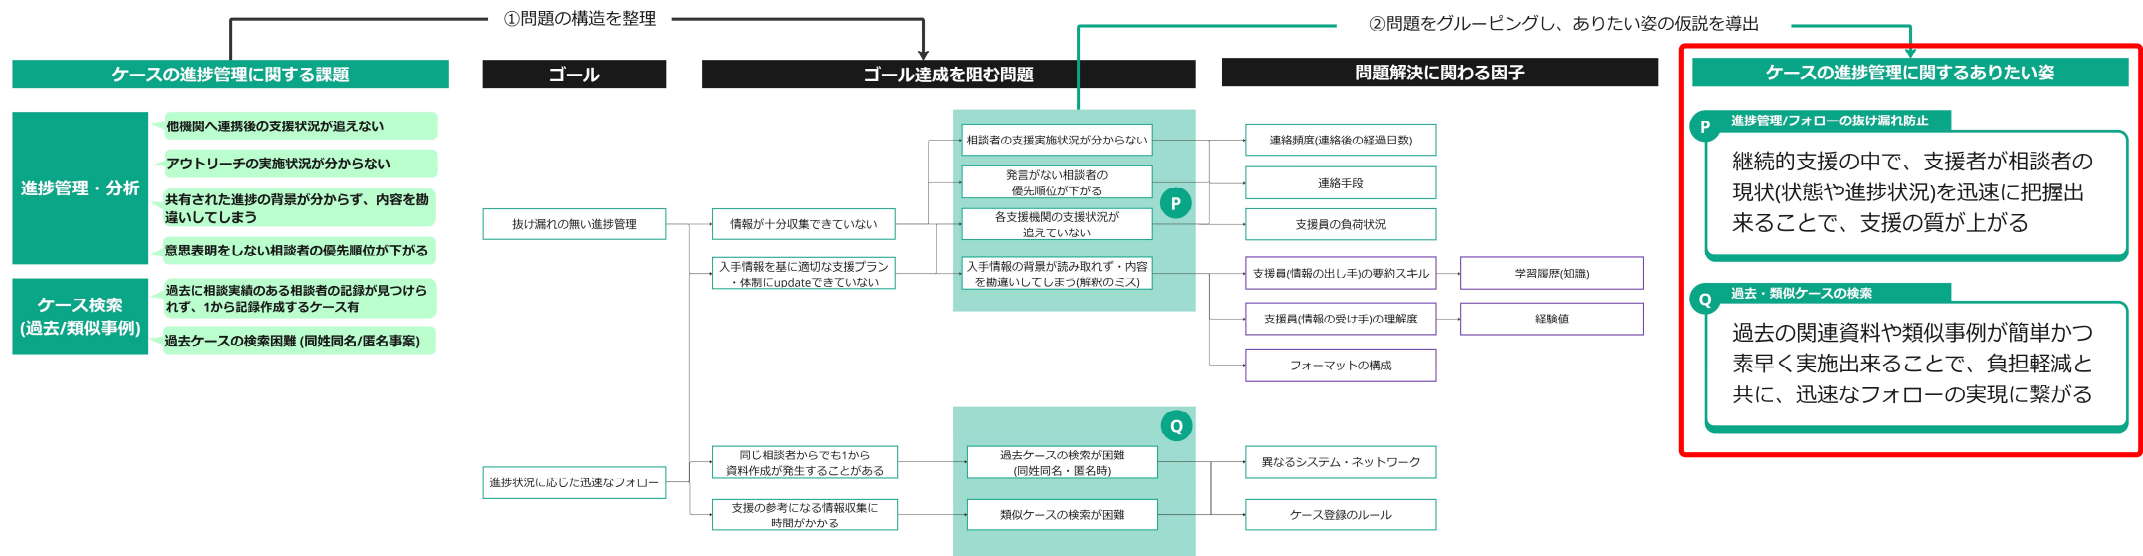 ①問題の構造を整理
②問題をグルーピングし、ありたい姿の仮説を導出
ケースの進捗管理に関する課題
ゴール
ゴール達成を阻む問題
問題解決に関わる因子
ケースの進捗管理に関するありたい姿
進捗管理・分析
他機関へ連携後の支援状況が追えない
アウトリーチの実施状況が分からない
共有された進捗の背景が分からず、内容を勘
違いしてしまう
意思表明をしない相談者の優先順位が下がる
ケース検索
(過去/類似事例)
過去に相談実績のある相談者の記録が見つけら
れず、1から記録作成するケース有
過去ケースの検索困難 (同姓同名/匿名事案)
抜け漏れの無い進捗管理
進捗状況に応じた迅速なフォロー
情報が十分収集できていない
入手情報を基に適切な支援プラン
・体制にupdateできていない
同じ相談者からでも1から
資料作成が発生することがある
支援の参考になる情報収集に
時間がかかる
P
相談者の支援実施状況が分からない
発言がない相談者の
優先順位が下がる
各支援機関の支援状況が
追えていない
入手情報の背景が読み取れず・内容
を勘違いしてしまう(解釈のミス)
Q
過去ケースの検索が困難
(同姓同名・匿名時)
類似ケースの検索が困難
連絡頻度(連絡後の経過日数)
連絡手段
支援員の負荷状況
支援員(情報の出し手)の要約スキル
学習履歴(知識)
支援員(情報の受け手)の理解度
経験値
フォーマットの構成
異なるシステム・ネットワーク
ケース登録のルール
P
進捗管理/フォローの抜け漏れ防止
継続的支援の中で、支援者が相談者の
現状(状態や進捗状況)を迅速に把握出
来ることで、支援の質が上がる
Q
過去・類似ケースの検索
過去の関連資料や類似事例が簡単かつ
素早く実施出来ることで、負担軽減と
共に、迅速なフォローの実現に繋がる